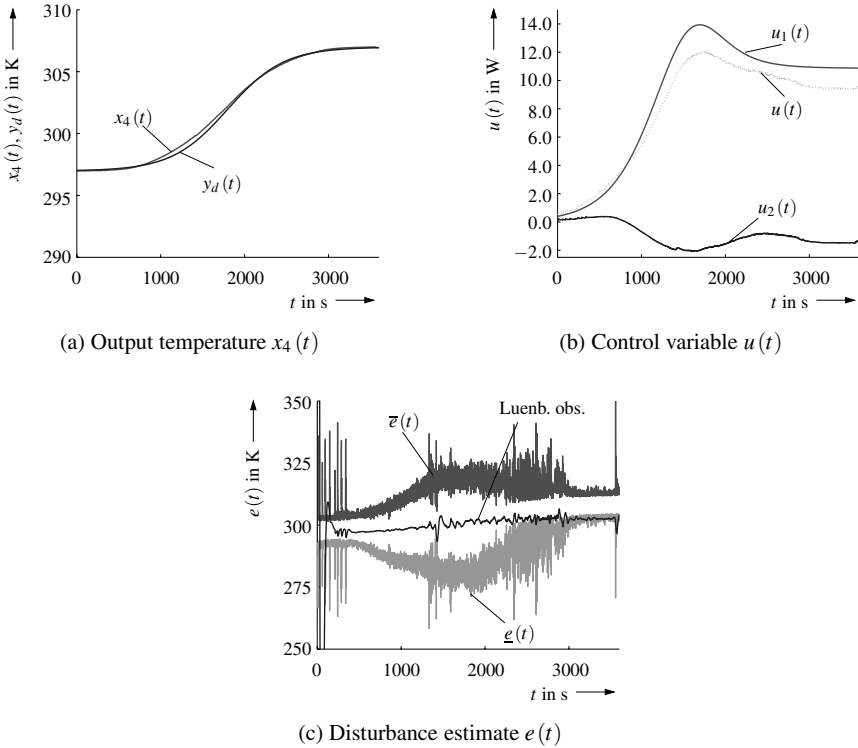 310
305
300
295
290
x₄(t), y_d(t) in K
x₄(t)
y_d(t)
0 1000 2000 3000
t in s
(a) Output temperature x₄(t)
14.0
12.0
10.0
8.0
6.0
4.0
2.0
0.0
−2.0
u(t) in W
u₁(t)
u(t)
u₂(t)
0 1000 2000 3000
t in s
(b) Control variable u(t)
350
325
300
275
250
e(t) in K
Luenb. obs.
e̅(t)
e̲(t)
0 1000 2000 3000
t in s
(c) Disturbance estimate e(t)